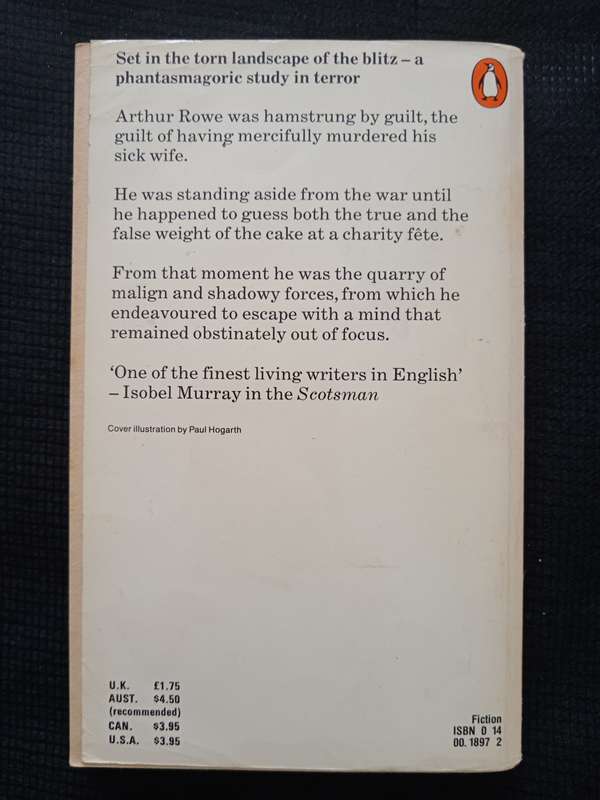 Set in the torn landscape of the blitz – a
phantasmagoric study in terror
Arthur Rowe was hamstrung by guilt, the
guilt of having mercifully murdered his
sick wife.
He was standing aside from the war until
he happened to guess both the true and the
false weight of the cake at a charity fête.
From that moment he was the quarry of
malign and shadowy forces, from which he
endeavoured to escape with a mind that
remained obstinately out of focus.
‘One of the finest living writers in English’
– Isobel Murray in the Scotsman
Cover illustration by Paul Hogarth
U.K. £1.75
AUST. $4.50
(recommended)
CAN. $3.95
U.S.A. $3.95
Fiction
ISBN 0 14
00. 1897 2